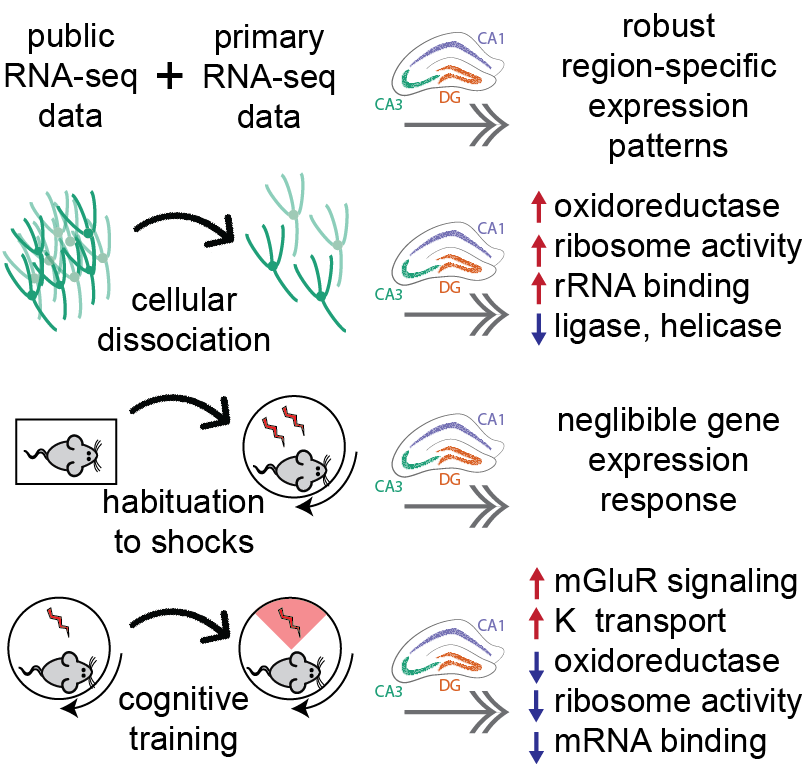 public
RNA-seq
data
+
primary
RNA-seq
data
CA1
CA3
DG
robust
region-specific
expression
patterns
cellular
dissociation
CA1
CA3
DG
oxidoreductase
ribosome activity
rRNA binding
ligase, helicase
habituation
to shocks
CA1
CA3
DG
neglibible gene
expression
response
cognitive
training
CA1
CA3
DG
mGluR signaling
K transport
oxidoreductase
ribosome activity
mRNA binding